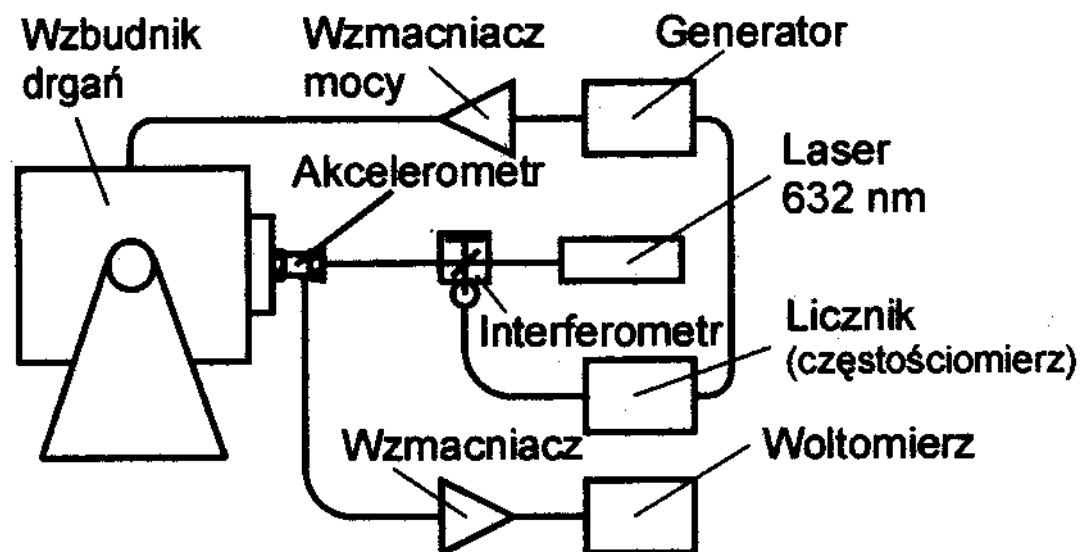 Wzbudnik
drgań
Wzmacniacz
mocy
Generator
Akcelerometr
Laser
632 nm
Interferometr
Licznik
(częstościomierz)
Wzmacniacz
Woltomierz